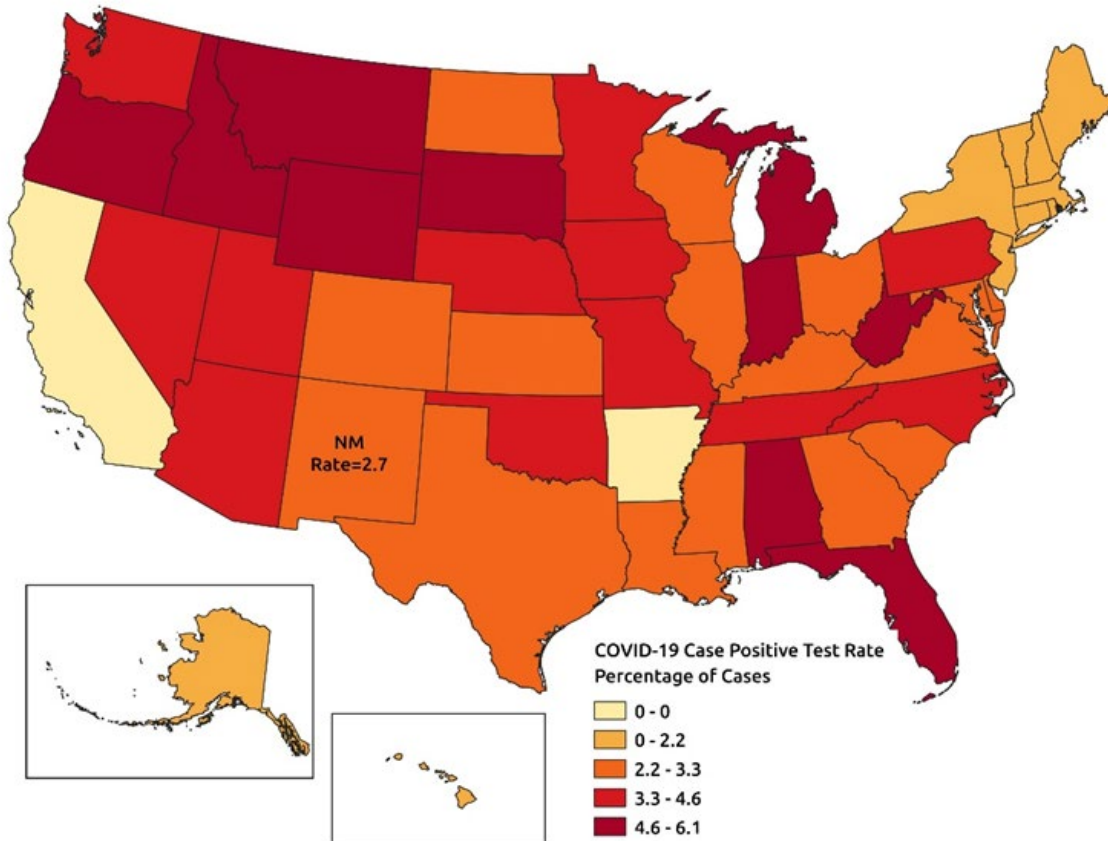 NM
Rate=2.7
COVID-19 Case Positive Test Rate
Percentage of Cases
0 - 0
0 - 2.2
2.2 - 3.3
3.3 - 4.6
4.6 - 6.1